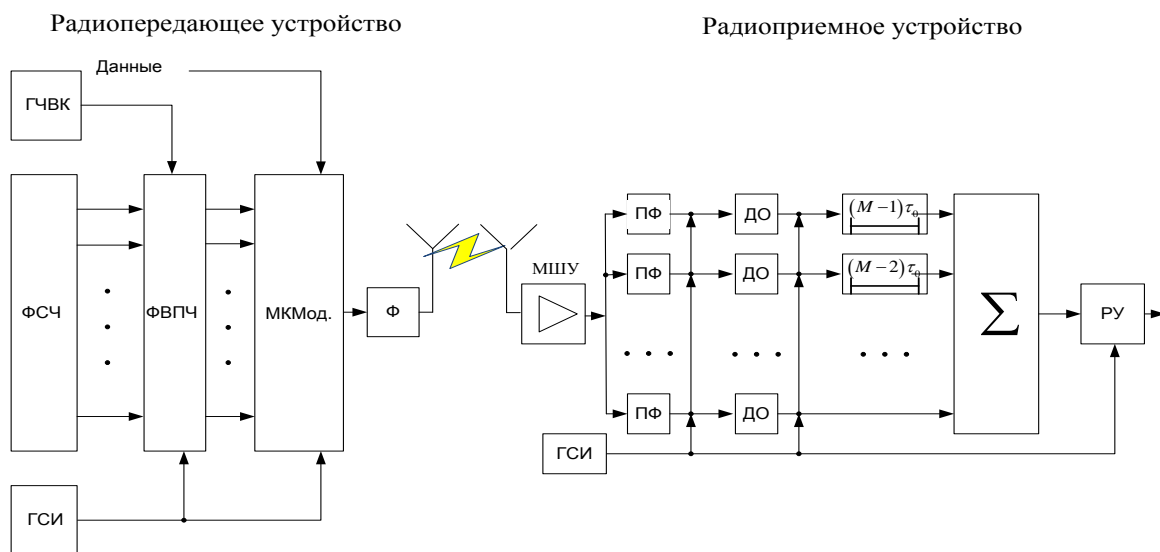 Радиопередающее устройство
Радиоприемное устройство
Данные
ГЧВК
ФСЧ
ФВПЧ
МКМод.
Ф
ГСИ
МШУ
ПФ
ДО
(M−1)τ₀
ПФ
ДО
(M−2)τ₀
ПФ
ДО
Σ
РУ
ГСИ